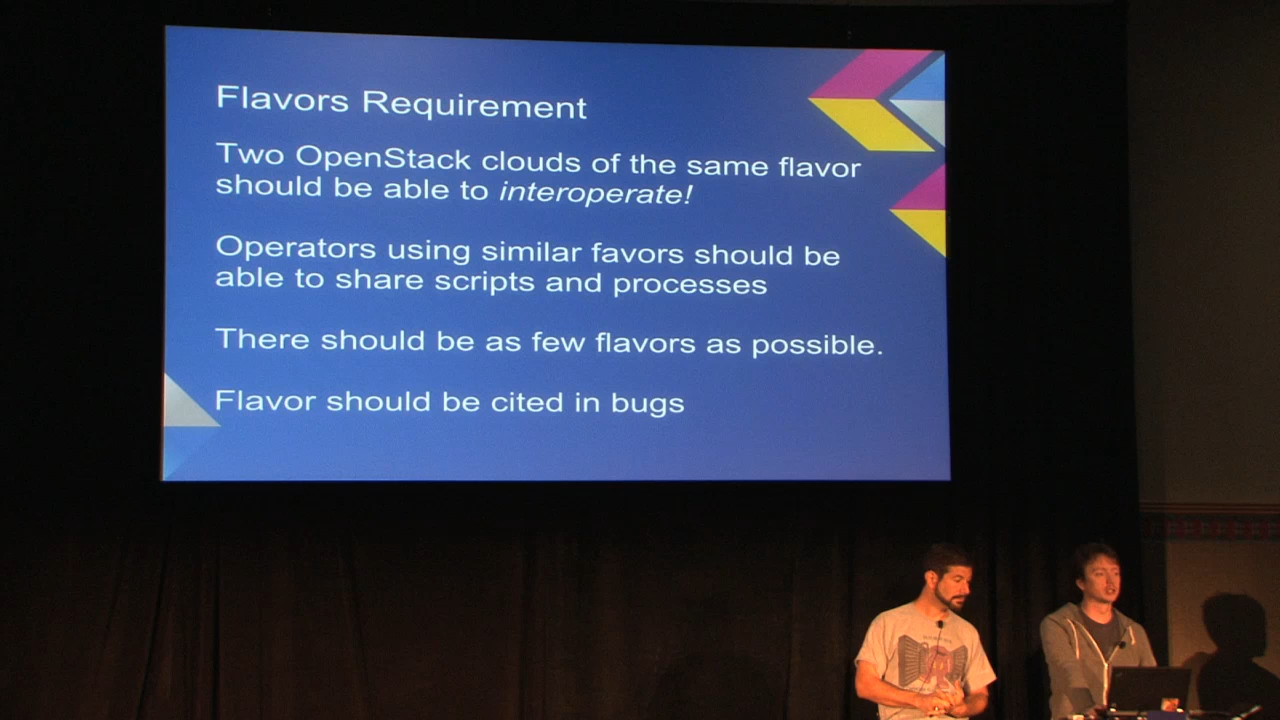 Flavors Requirement
Two OpenStack clouds of the same flavor
should be able to interoperate!
Operators using similar favors should be
able to share scripts and processes
There should be as few flavors as possible.
Flavor should be cited in bugs